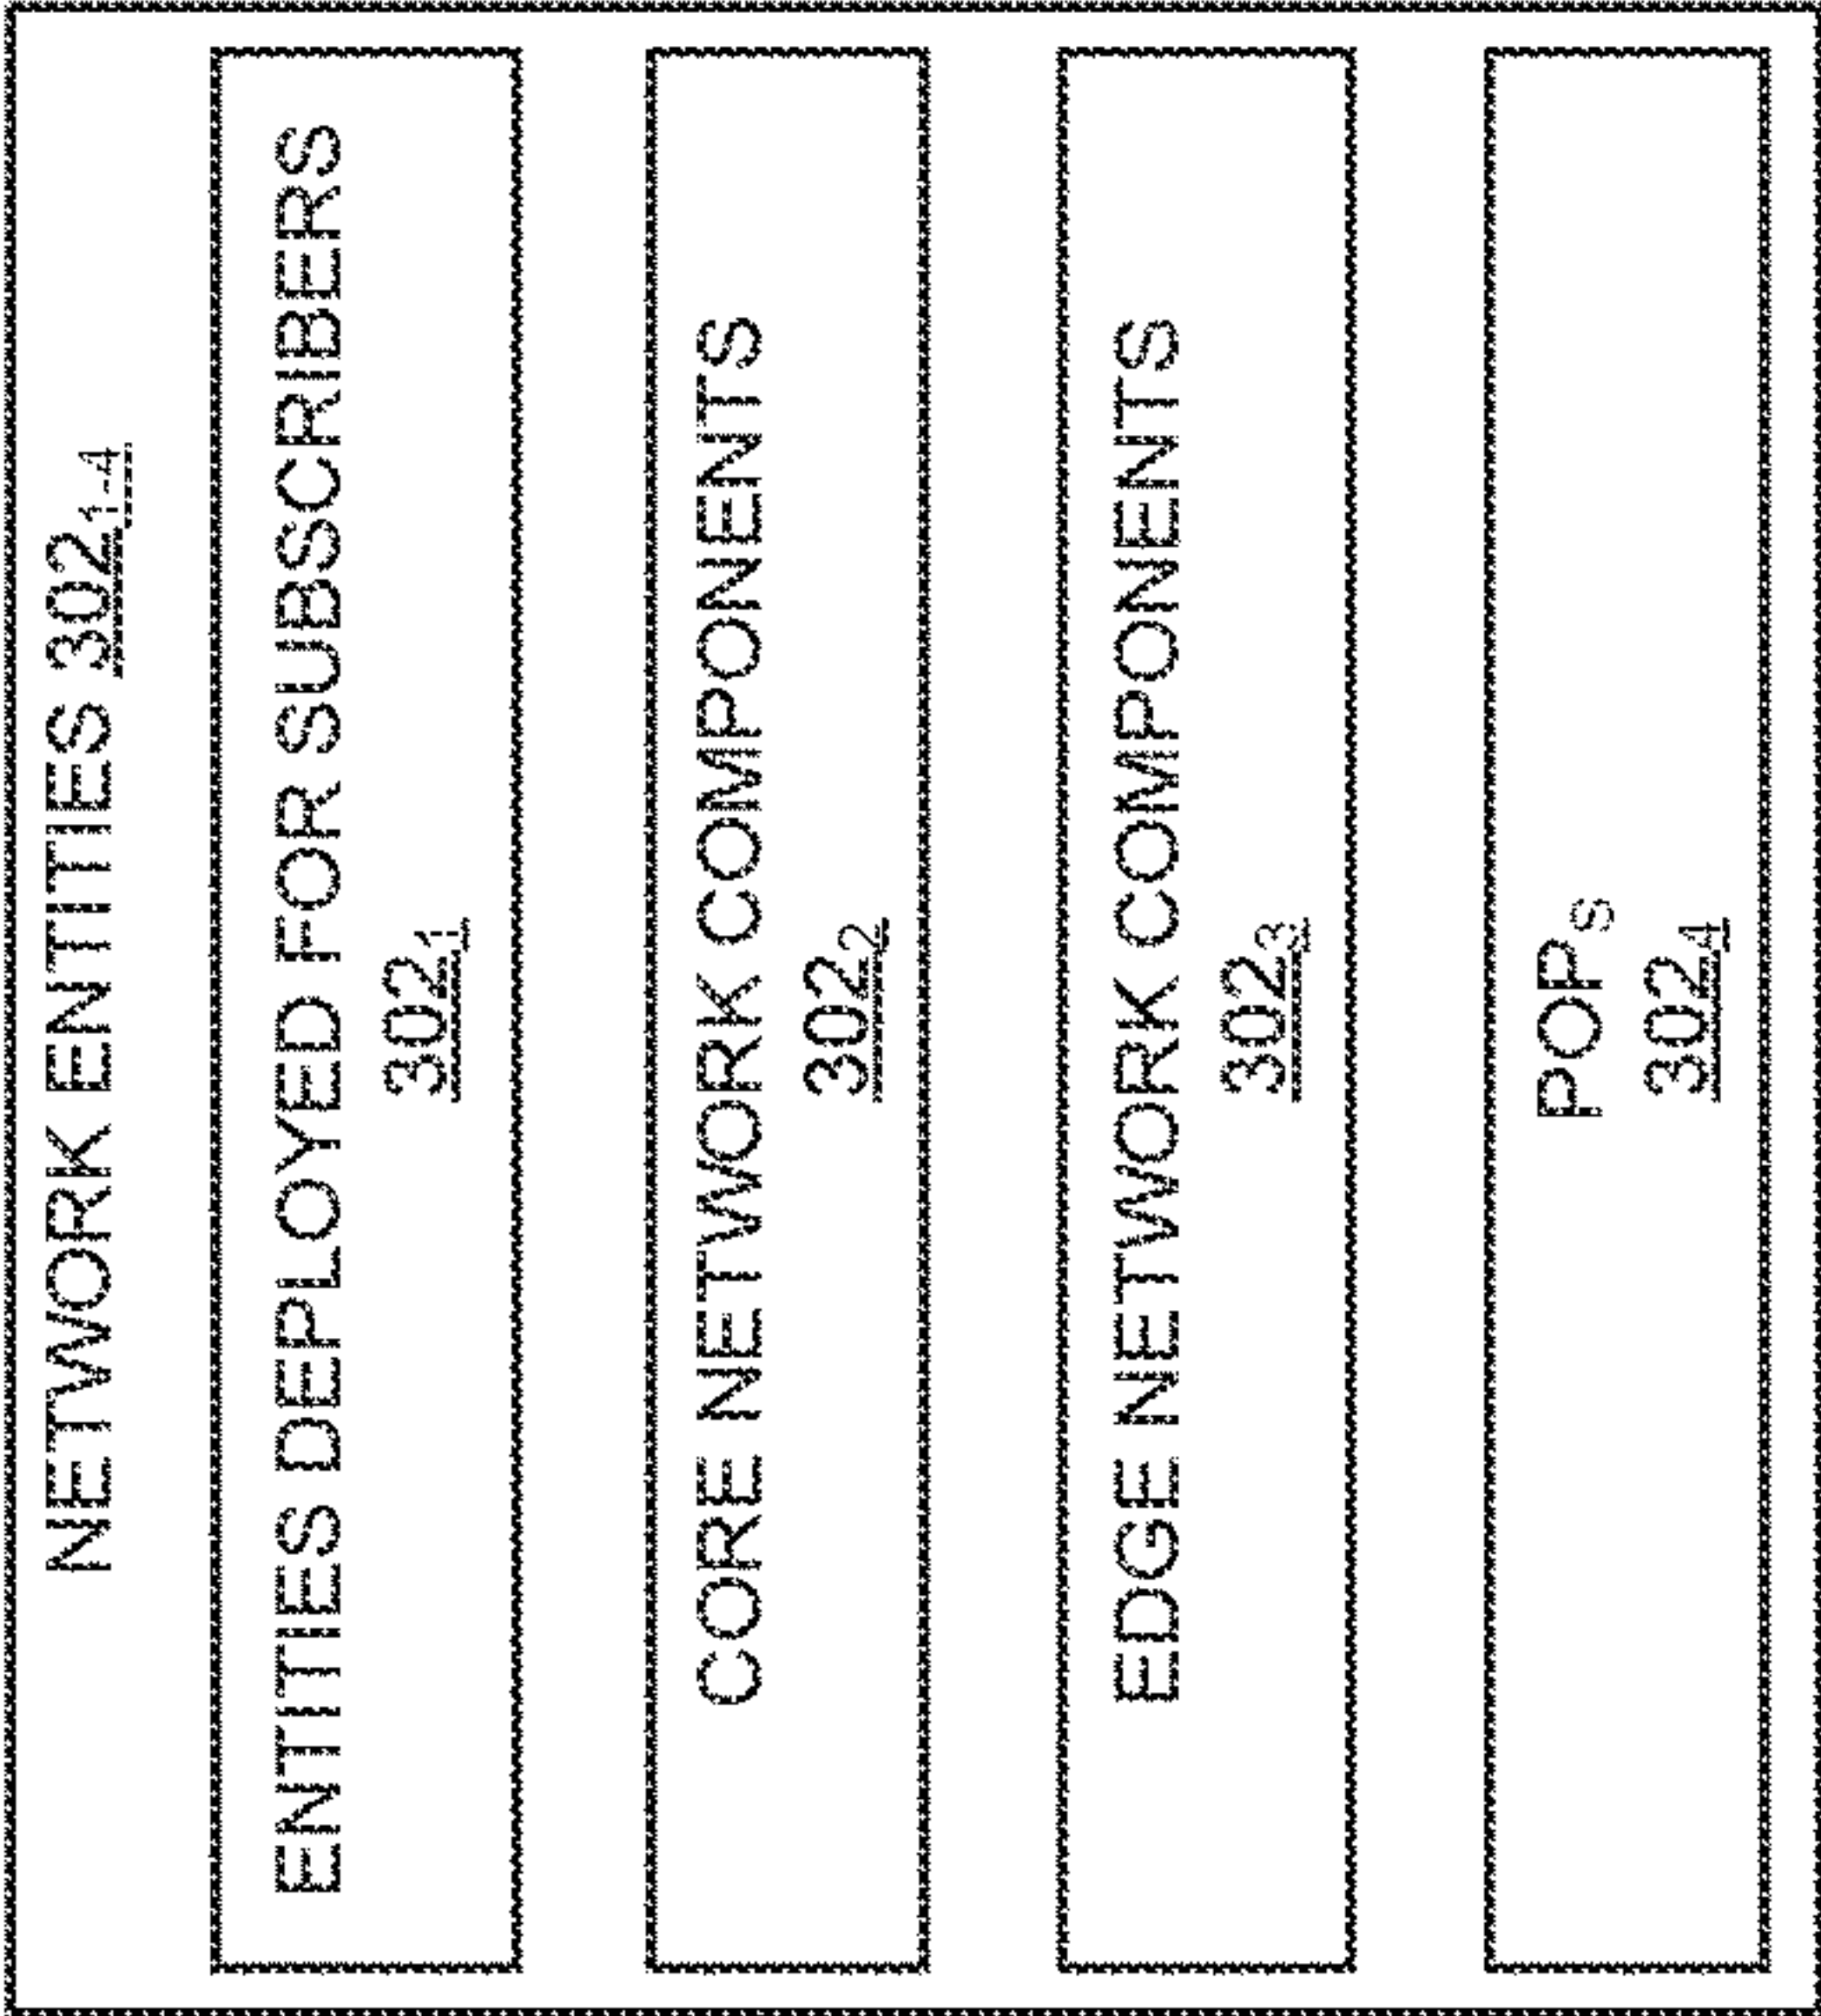 NETWORK ENTITIES 302₁₋₄
ENTITIES DEPLOYED FOR SUBSCRIBERS
302₁
CORE NETWORK COMPONENTS
302₂
EDGE NETWORK COMPONENTS
302₃
POPₛ
302₄